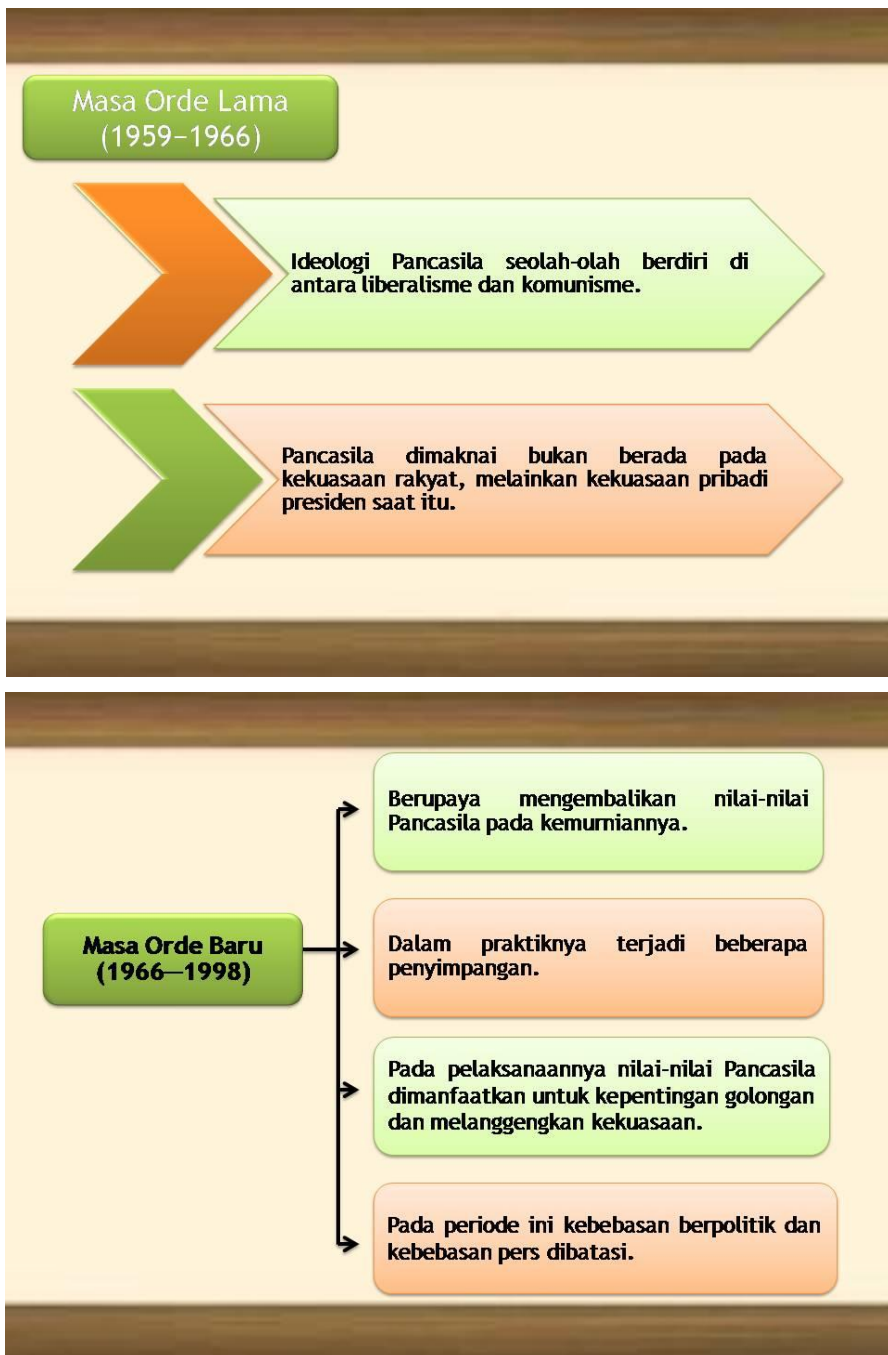 Masa Orde Lama
(1959-1966)
Ideologi Pancasila seolah-olah berdiri di
antara liberalisme dan komunisme.
Pancasila dimaknai bukan berada pada
kekuasaan rakyat, melainkan kekuasaan pribadi
presiden saat itu.
Masa Orde Baru
(1966—1998)
Berupaya mengembalikan nilai-nilai
Pancasila pada kemurniannya.
Dalam praktiknya terjadi beberapa
penyimpangan.
Pada pelaksanaannya nilai-nilai Pancasila
dimanfaatkan untuk kepentingan golongan
dan melanggengkan kekuasaan.
Pada periode ini kebebasan berpolitik dan
kebebasan pers dibatasi.